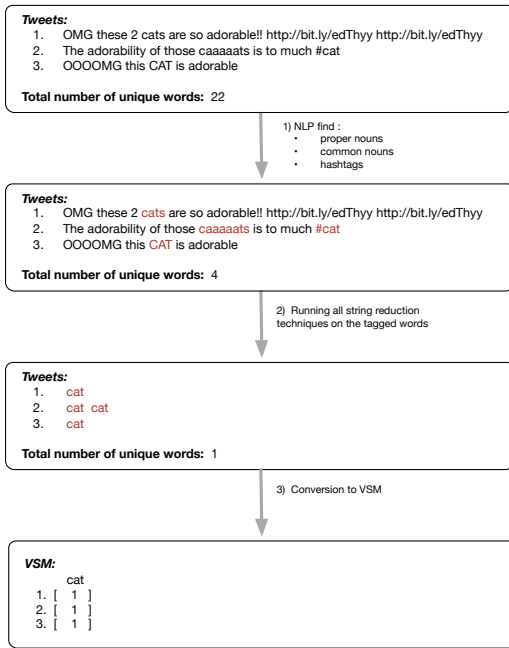 Tweets:
1. OMG these 2 cats are so adorable!! http://bit.ly/edThyy http://bit.ly/edThyy
2. The adorability of those caaaaats is to much #cat
3. OOOOMG this CAT is adorable
Total number of unique words: 22
1) NLP find :
• proper nouns
• common nouns
• hashtags
Tweets:
1. OMG these 2 cats are so adorable!! http://bit.ly/edThyy http://bit.ly/edThyy
2. The adorability of those caaaaats is to much #cat
3. OOOOMG this CAT is adorable
Total number of unique words: 4
2) Running all string reduction
techniques on the tagged words
Tweets:
1. cat
2. cat cat
3. cat
Total number of unique words: 1
3) Conversion to VSM
VSM:
cat
1. [ 1 ]
2. [ 1 ]
3. [ 1 ]